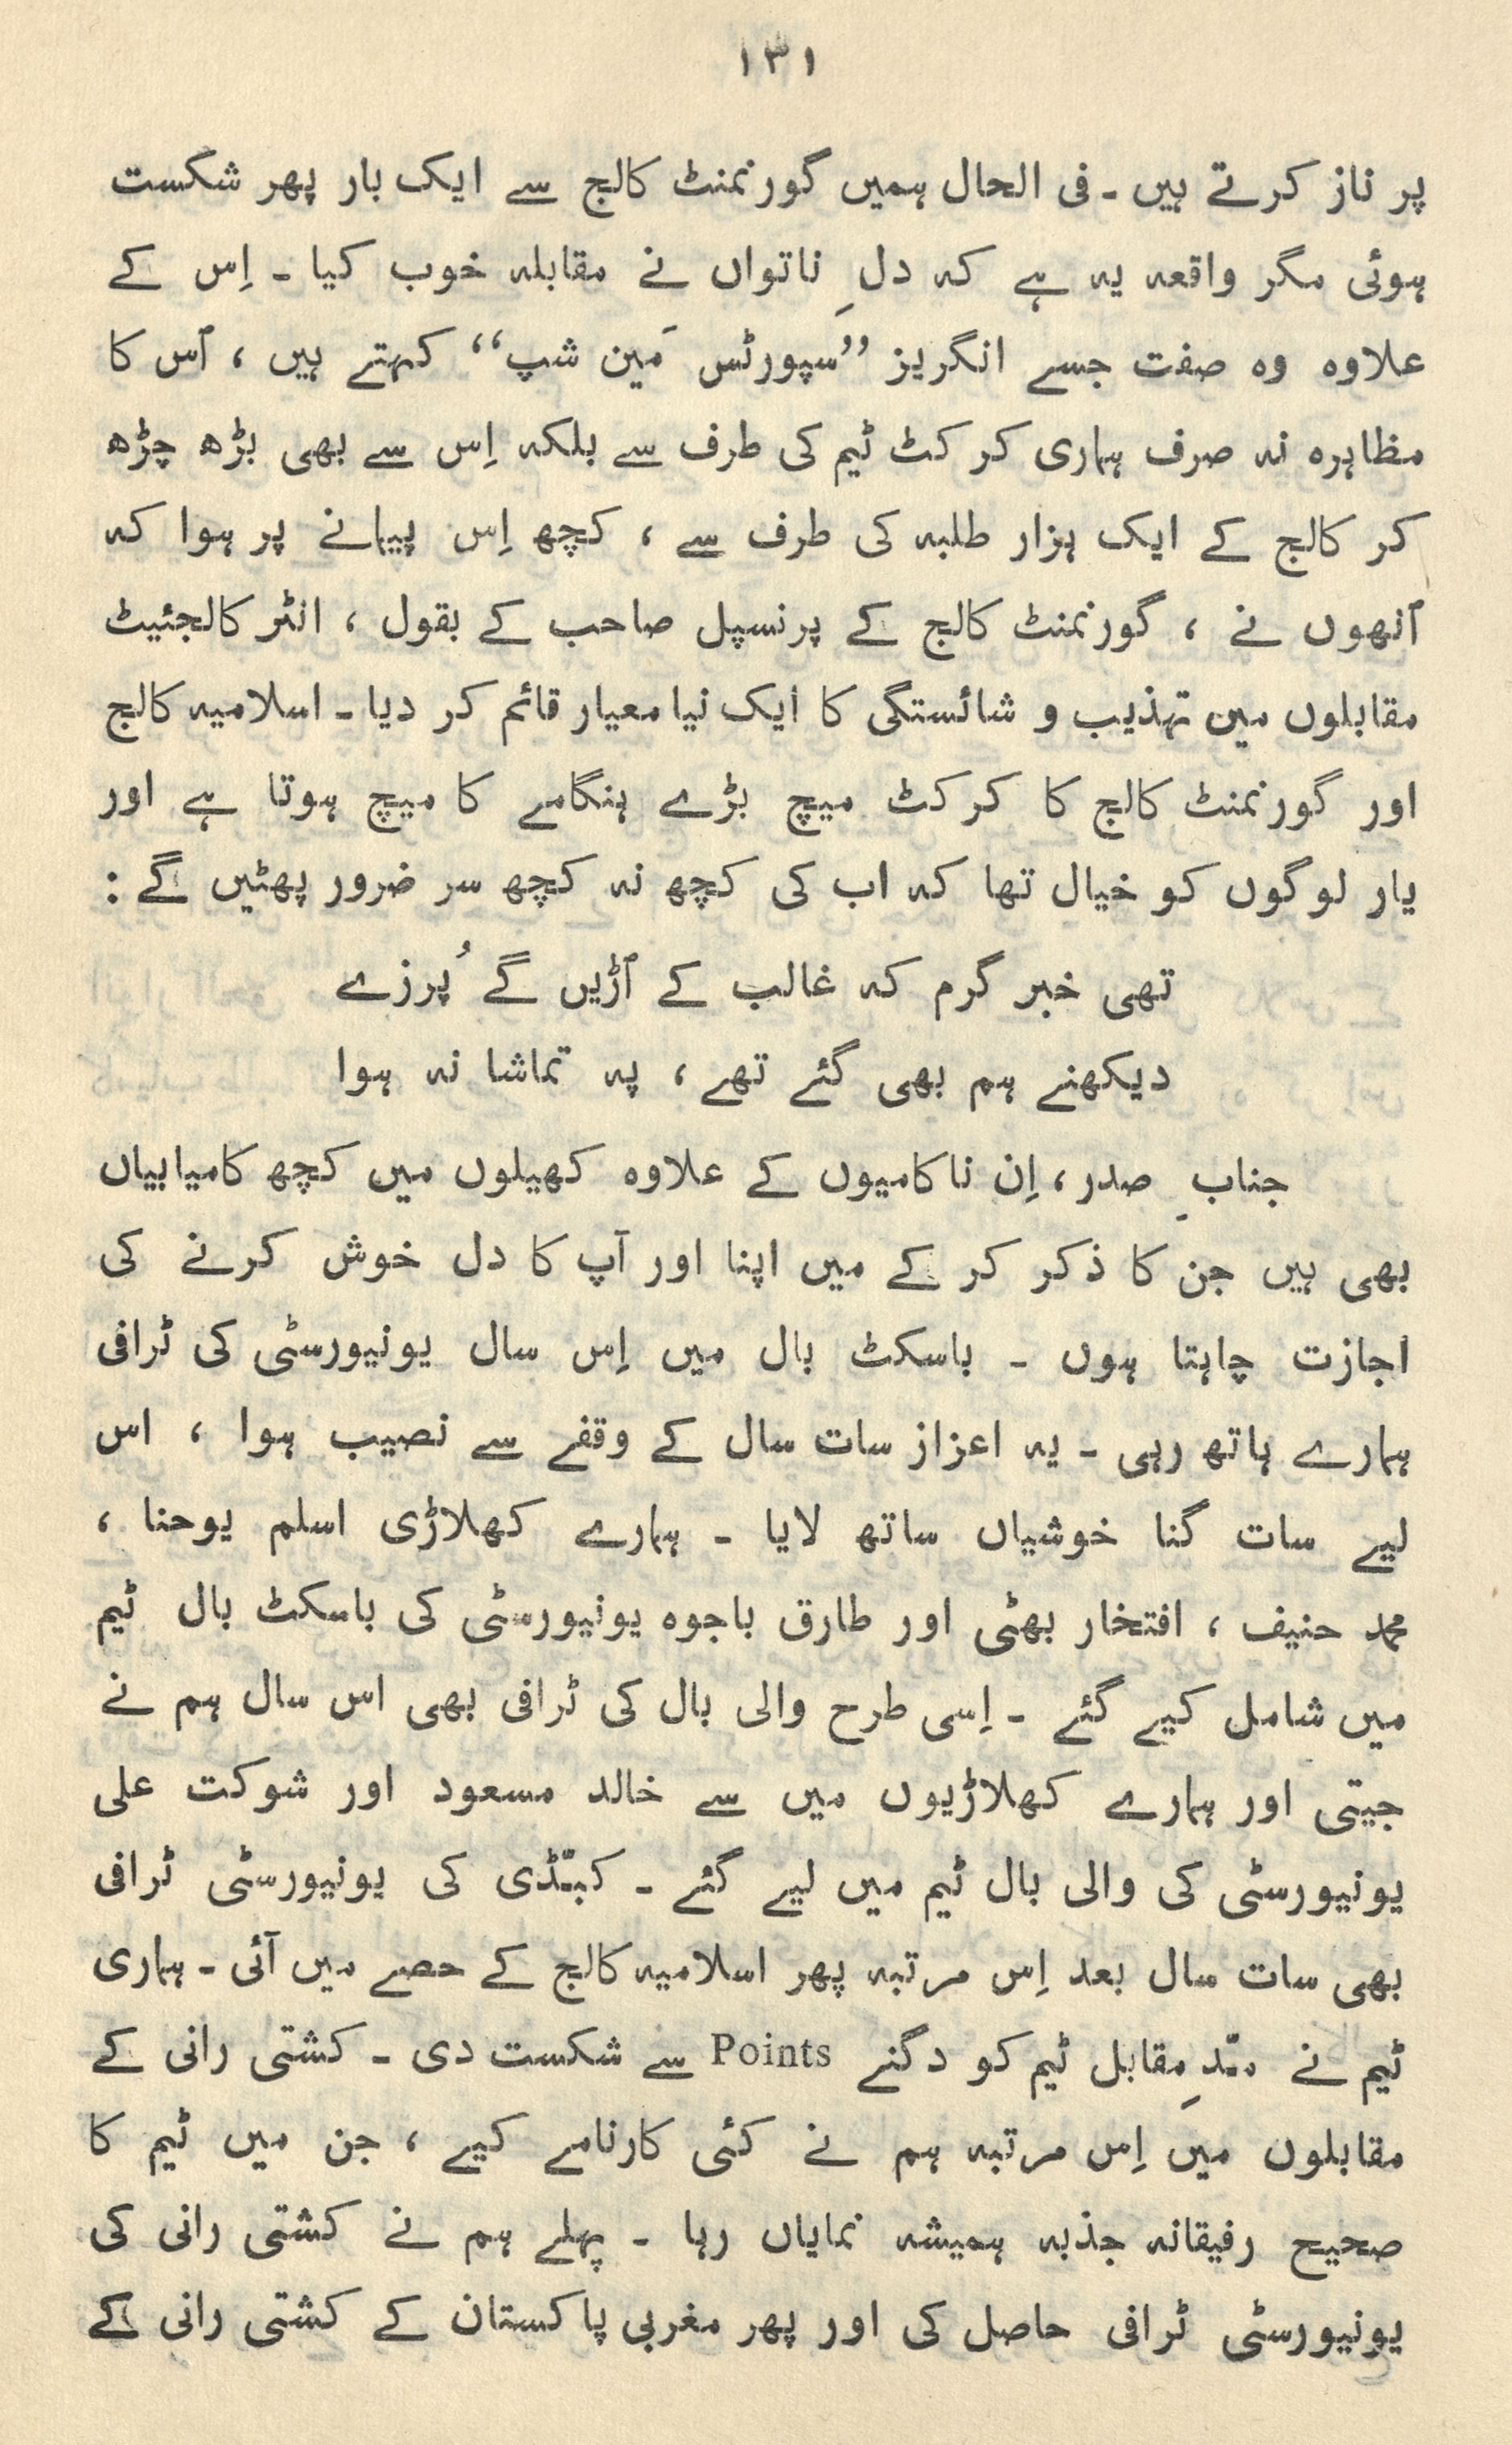 ۱۳۱
پر ناز کرتے ہیں ۔ فی الحال ہمیں گورنمنٹ کالج سے ایک بار پھر شکست
ہوئی مگر واقعہ یہ ہے کہ دلِ ناتواں نے مقابلہ خوب کیا ۔ اِس کے
علاوہ وہ صفت جسے انگریز ”سپورٹس مَین شپ“ کہتے ہیں ، اُس کا
مظاہرہ نہ صرف ہماری کرکٹ ٹیم کی طرف سے بلکہ اِس سے بھی بڑھ چڑھ
کر کالج کے ایک ہزار طلبہ کی طرف سے ، کچھ اِس پیمانے پر ہوا کہ
اُنھوں نے ، گورنمنٹ کالج کے پرنسپل صاحب کے بقول ، انٹر کالجئیٹ
مقابلوں میں تہذیب و شائستگی کا ایک نیا معیار قائم کر دیا ۔ اسلامیہ کالج
اور گورنمنٹ کالج کا کرکٹ میچ بڑے ہنگامے کا میچ ہوتا ہے اور
یار لوگوں کو خیال تھا کہ اب کی کچھ نہ کچھ سر ضرور پھٹیں گے :
تھی خبر گرم کہ غالب کے اُڑیں گے پُرزے
دیکھنے ہم بھی گئے تھے ، پہ تماشا نہ ہوا
جنابِ صدر ، اِن ناکامیوں کے علاوہ کھیلوں میں کچھ کامیابیاں
بھی ہیں جن کا ذکر کر کے میں اپنا اور آپ کا دل خوش کرنے کی
اجازت چاہتا ہوں ۔ باسکٹ بال میں اِس سال یونیورسٹی کی ٹرافی
ہمارے ہاتھ رہی ۔ یہ اعزاز سات سال کے وقفے سے نصیب ہوا ، اس
لیے سات گنا خوشیاں ساتھ لایا ۔ ہمارے کھلاڑی اسلم یوحنا ،
محمد حنیف ، افتخار بھٹی اور طارق باجوہ یونیورسٹی کی باسکٹ بال ٹیم
میں شامل کیے گئے ۔ اِسی طرح والی بال کی ٹرافی بھی اس سال ہم نے
جیتی اور ہمارے کھلاڑیوں میں سے خالد مسعود اور شوکت علی
یونیورسٹی کی والی بال ٹیم میں لیے گئے ۔ کبّڈی کی یونیورسٹی ٹرافی
بھی سات سال بعد اِس مرتبہ پھر اسلامیہ کالج کے حصے میں آئی ۔ ہماری
ٹیم نے مدِّ مقابل ٹیم کو دگنے Points سے شکست دی ۔ کشتی رانی کے
مقابلوں میں اِس مرتبہ ہم نے کئی کارنامے کیے ، جن میں ٹیم کا
صحیح رفیقانہ جذبہ ہمیشہ نمایاں رہا ۔ پہلے ہم نے کشتی رانی کی
یونیورسٹی ٹرافی حاصل کی اور پھر مغربی پاکستان کے کشتی رانی کے